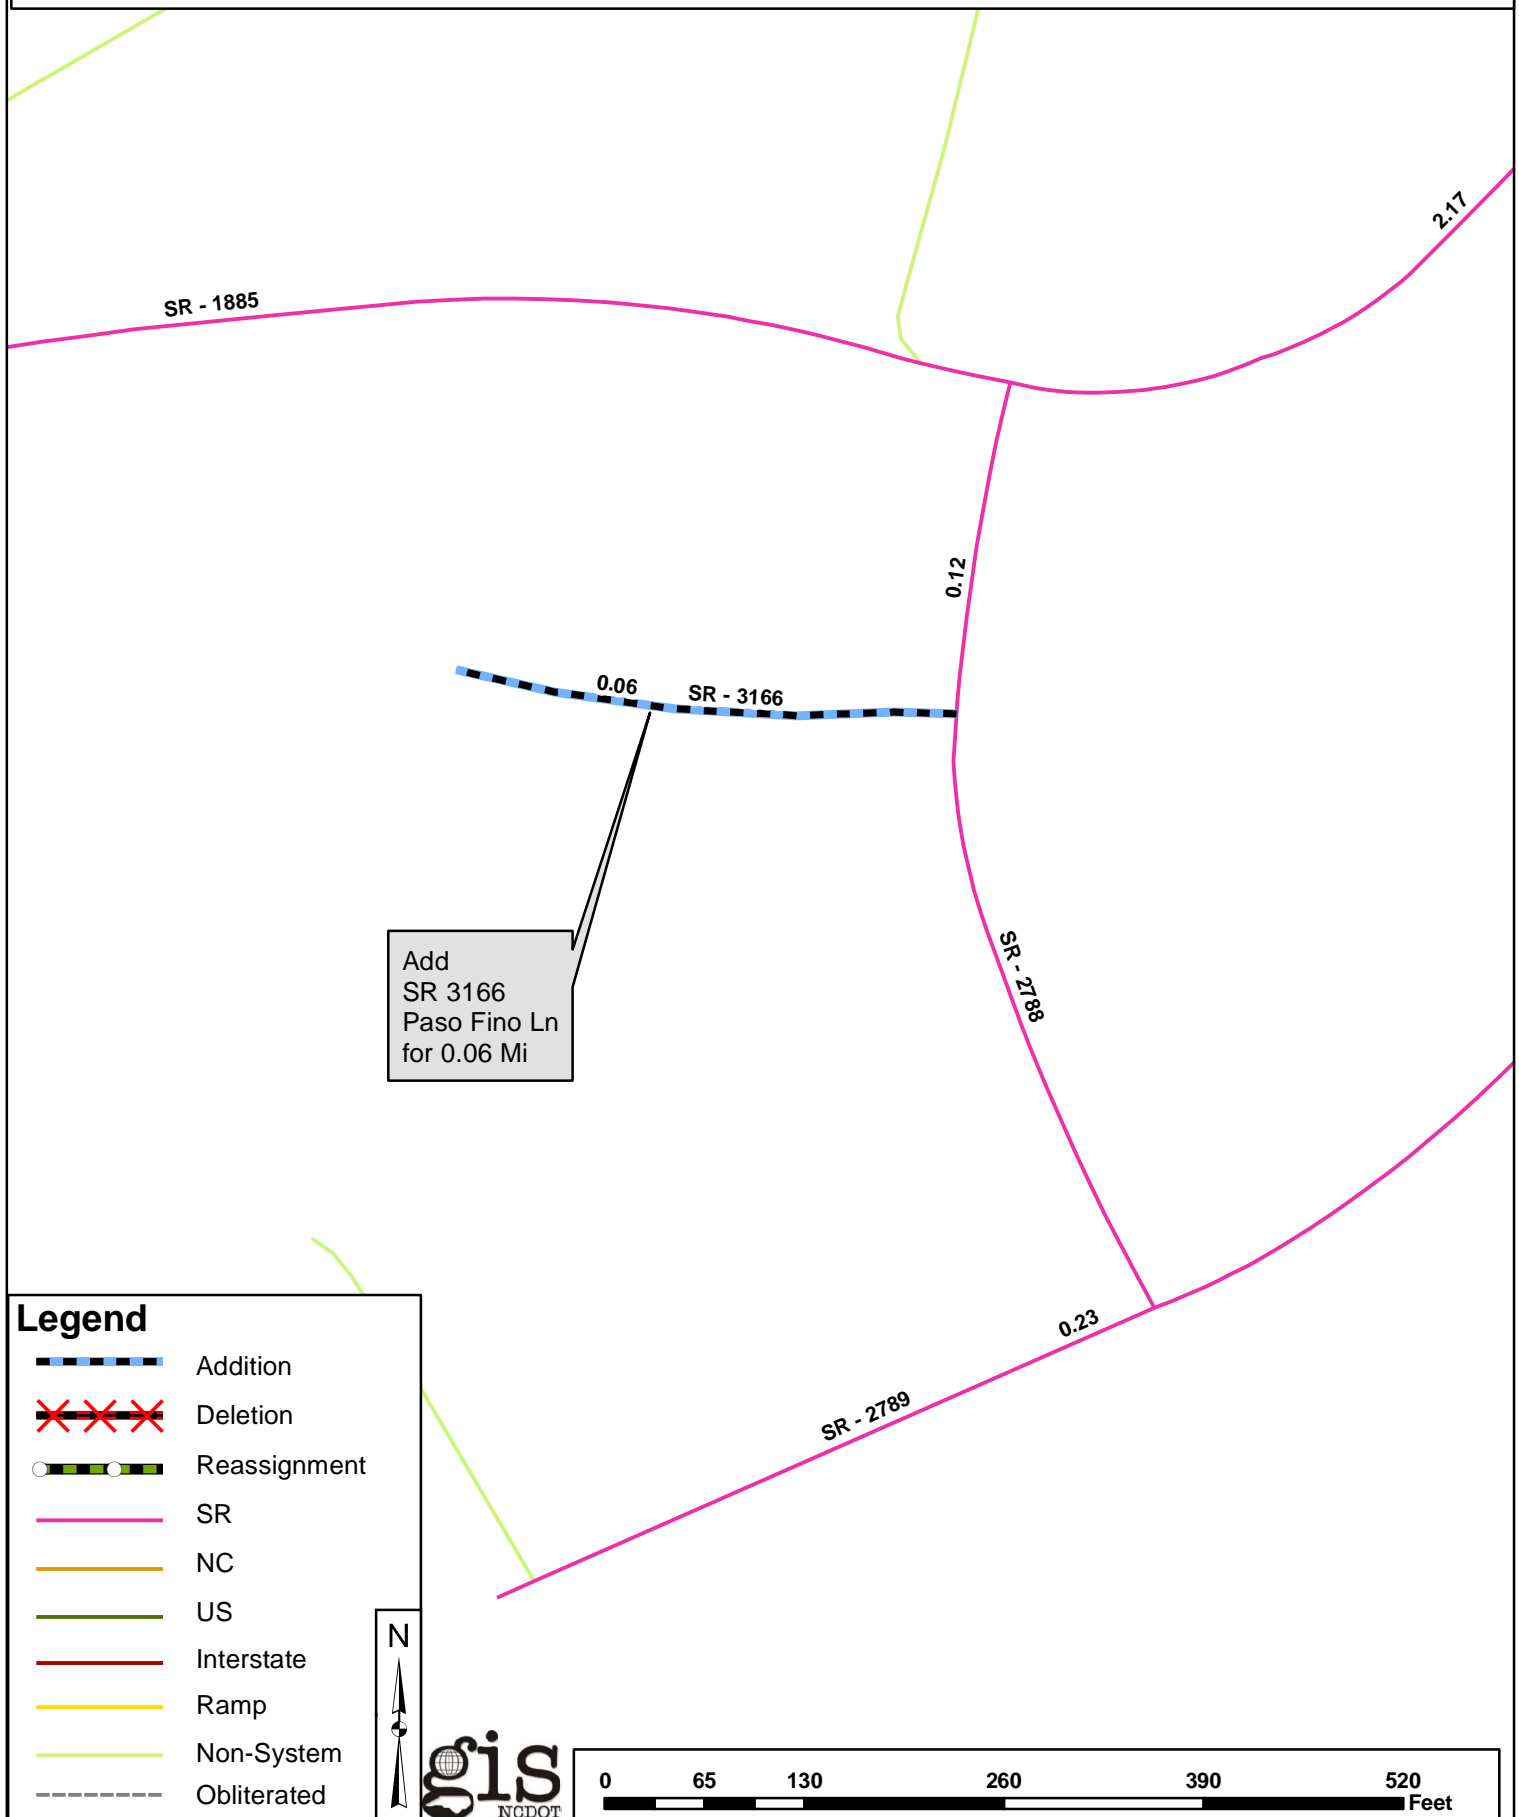 2.17
SR - 1885
0.12
0.06
SR - 3166
Add
SR 3166
Paso Fino Ln
for 0.06 Mi
SR - 2788
0.23
SR - 2789
Legend
Addition
Deletion
Reassignment
SR
NC
US
Interstate
Ramp
Non-System
Obliterated
N
gis
NCDOT
0 65 130 260 390 520
Feet